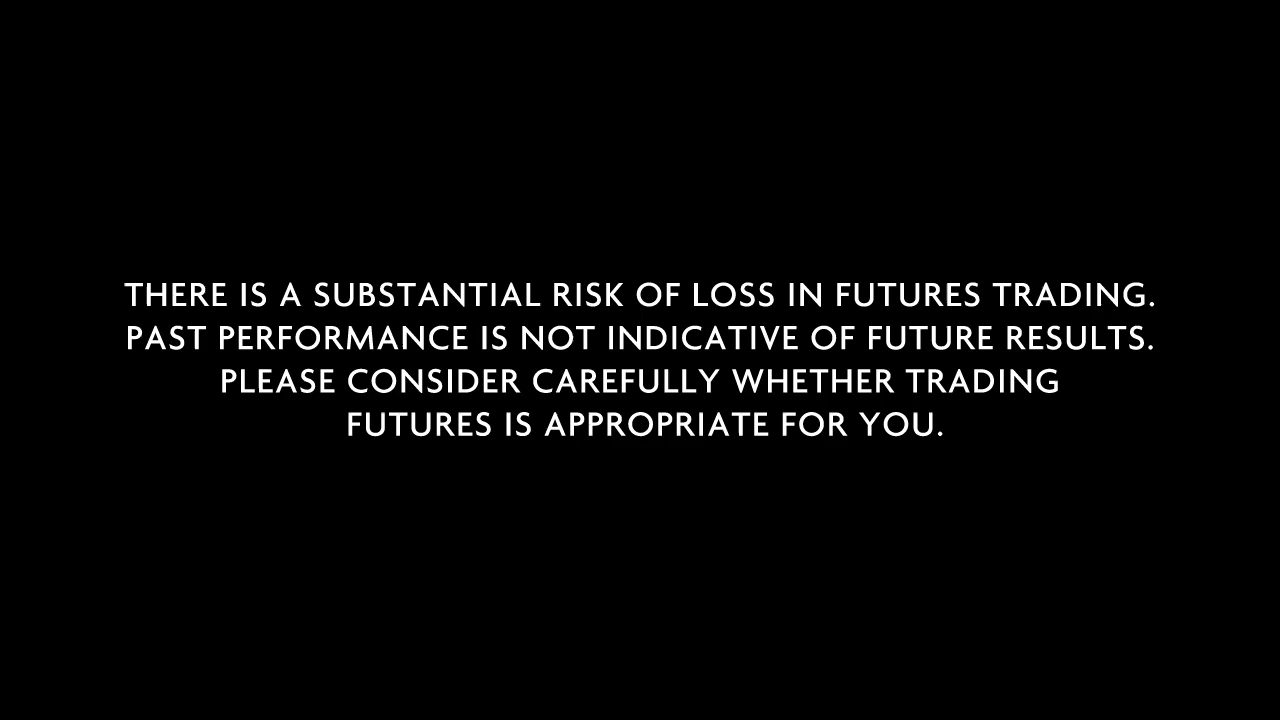 THERE IS A SUBSTANTIAL RISK OF LOSS IN FUTURES TRADING.
PAST PERFORMANCE IS NOT INDICATIVE OF FUTURE RESULTS.
PLEASE CONSIDER CAREFULLY WHETHER TRADING
FUTURES IS APPROPRIATE FOR YOU.